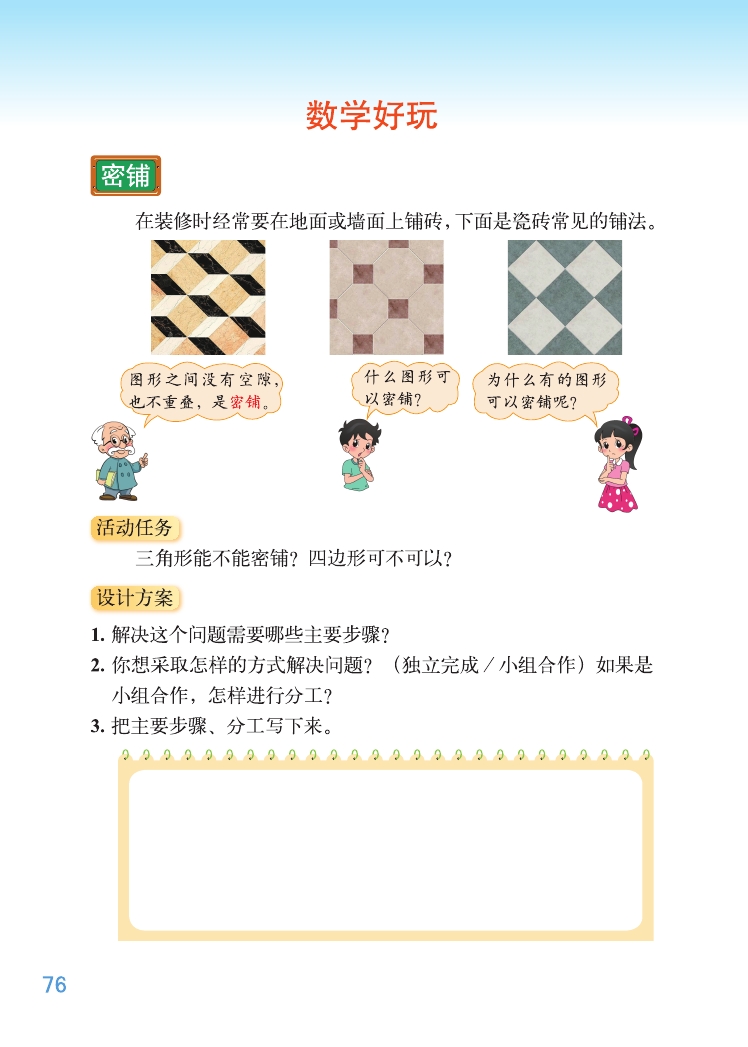 数学好玩
密铺
在装修时经常要在地面或墙面上铺砖，下面是瓷砖常见的铺法。
图形之间没有空隙，
也不重叠，是密铺。
什么图形可
以密铺？
为什么有的图形
可以密铺呢？
活动任务
三角形能不能密铺？四边形可不可以？
设计方案
1. 解决这个问题需要哪些主要步骤？
2. 你想采取怎样的方式解决问题？（独立完成／小组合作）如果是
小组合作，怎样进行分工？
3. 把主要步骤、分工写下来。
76